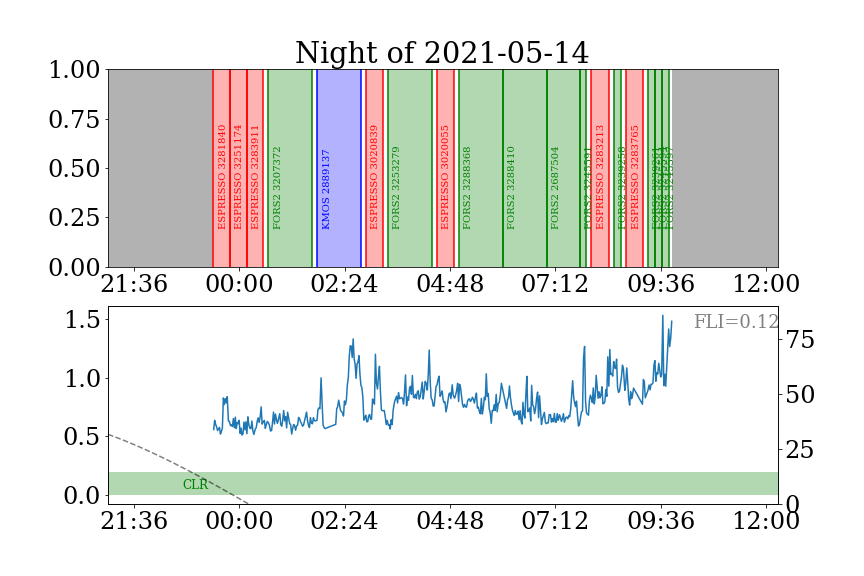 Night of 2021-05-14
1.00
0.75
0.50
0.25
0.00
ESPRESSO 3281840
ESPRESSO 3251174
ESPRESSO 3283911
FORS2 3207372
KMOS 2889137
ESPRESSO 3020839
FORS2 3253279
ESPRESSO 3020055
FORS2 3288368
FORS2 3288410
FORS2 2687504
ESPRESSO 3283213
FORS2 3239258
ESPRESSO 3283765
21:36 00:00 02:24 04:48 07:12 09:36 12:00
1.5
1.0
0.5
0.0
FLI=0.12
CLR
75
50
25
0
21:36 00:00 02:24 04:48 07:12 09:36 12:00